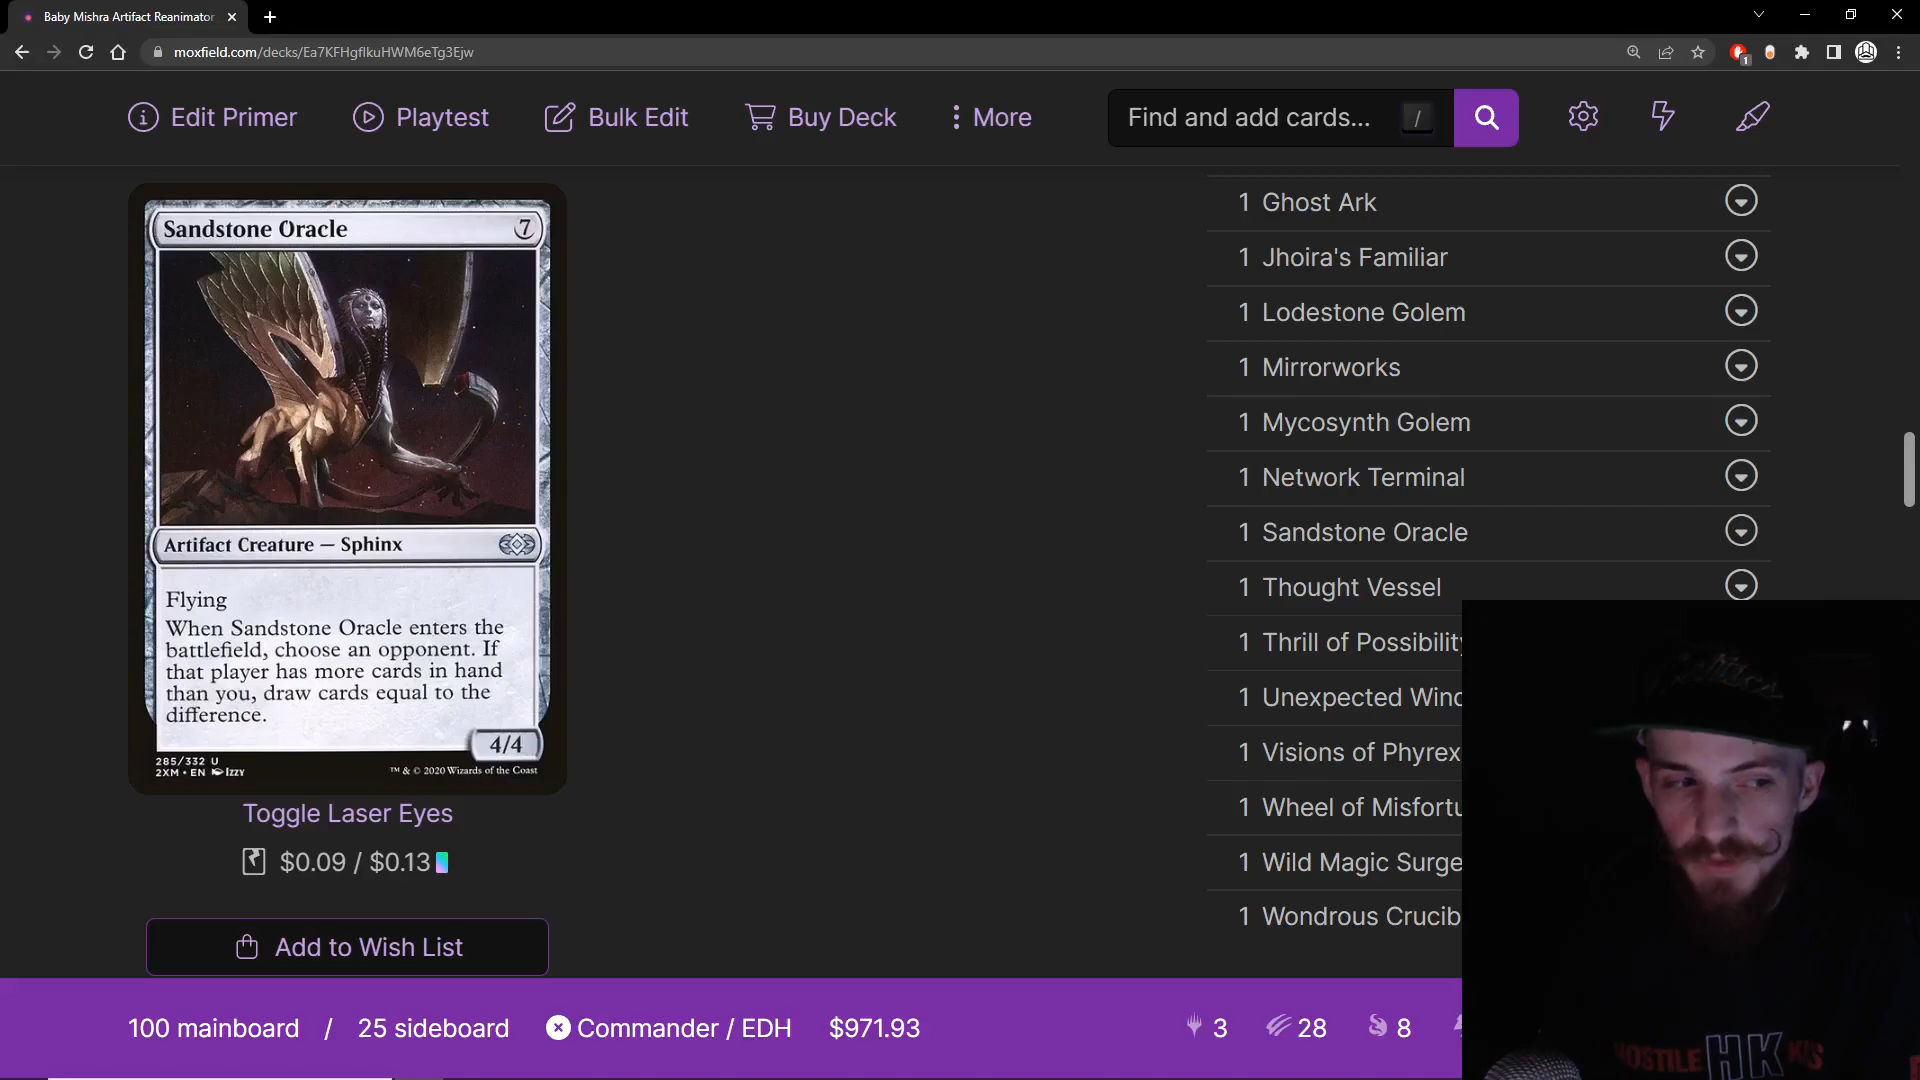 Baby Mishra Artifact Reanimator
moxfield.com/decks/Ea7KFHgfIkuHWM6eTg3Ejw
1
Edit Primer
Playtest
Bulk Edit
Buy Deck
More
Find and add cards... /
Sandstone Oracle 7
Artifact Creature — Sphinx
Flying
When Sandstone Oracle enters the
battlefield, choose an opponent. If
that player has more cards in hand
than you, draw cards equal to the
difference.
4/4
285/332 U
2XM • EN Izzy
™ & © 2020 Wizards of the Coast
Toggle Laser Eyes
$0.09 / $0.13
Add to Wish List
1 Ghost Ark
1 Jhoira's Familiar
1 Lodestone Golem
1 Mirrorworks
1 Mycosynth Golem
1 Network Terminal
1 Sandstone Oracle
1 Thought Vessel
1 Thrill of Possibility
1 Unexpected Wind
1 Visions of Phyrex
1 Wheel of Misfortu
1 Wild Magic Surge
1 Wondrous Crucib
100 mainboard / 25 sideboard
Commander / EDH
$971.93
3
28
8
HOSTILE HK